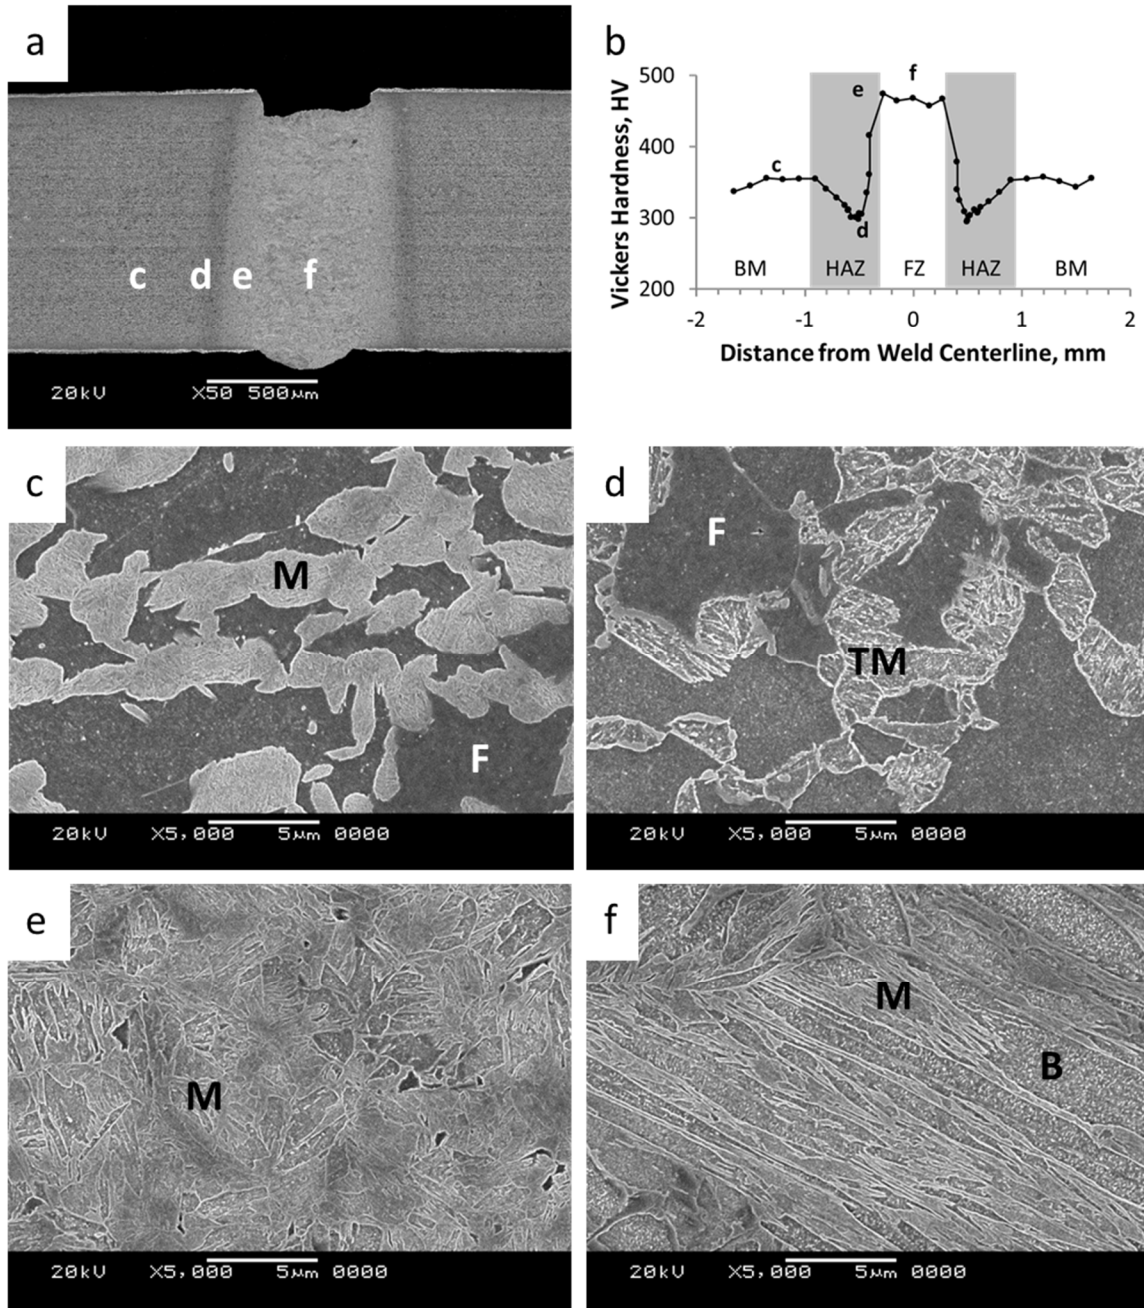 a
b
c d e f
20kV X50 500μm
500
400
300
200
Vickers Hardness, HV
c
d
e
f
BM HAZ FZ HAZ BM
-2 -1 0 1 2
Distance from Weld Centerline, mm
c
M
F
20kV X5,000 5μm 0000
d
F
TM
20kV X5,000 5μm 0000
e
M
20kV X5,000 5μm 0000
f
M
B
20kV X5,000 5μm 0000